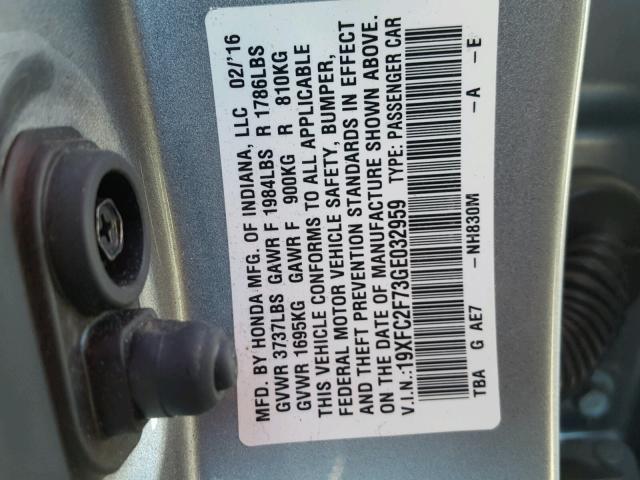 MFD. BY HONDA MFG. OF INDIANA, LLC 02/'16
GVWR 3737LBS GAWR F 1984LBS R 1786LBS
GVWR 1695KG GAWR F 900KG R 810KG
THIS VEHICLE CONFORMS TO ALL APPLICABLE
FEDERAL MOTOR VEHICLE SAFETY, BUMPER,
AND THEFT PREVENTION STANDARDS IN EFFECT
ON THE DATE OF MANUFACTURE SHOWN ABOVE.
V.I.N.:19XFC2F73GE032959 TYPE: PASSENGER CAR
TBA G AE7 -NH830M -A -E